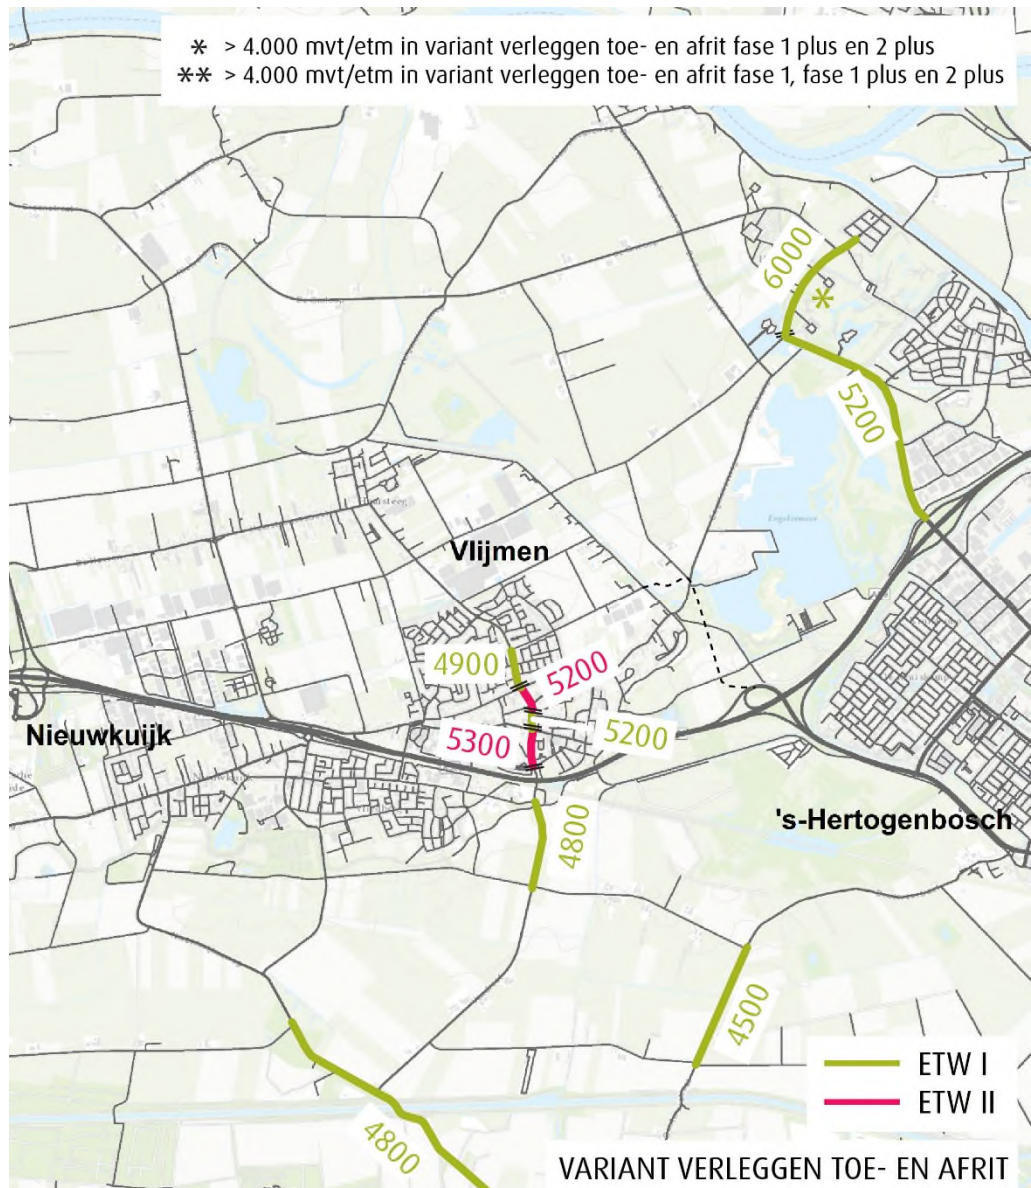 * > 4.000 mvt/etm in variant verleggen toe- en afrit fase 1 plus en 2 plus
** > 4.000 mvt/etm in variant verleggen toe- en afrit fase 1, fase 1 plus en 2 plus
6000
*
5200
Vlijmen
4900
5200
5300
5200
Nieuwkuijk
's-Hertogenbosch
4800
4500
4800
ETW I
ETW II
VARIANT VERLEGGEN TOE- EN AFRIT